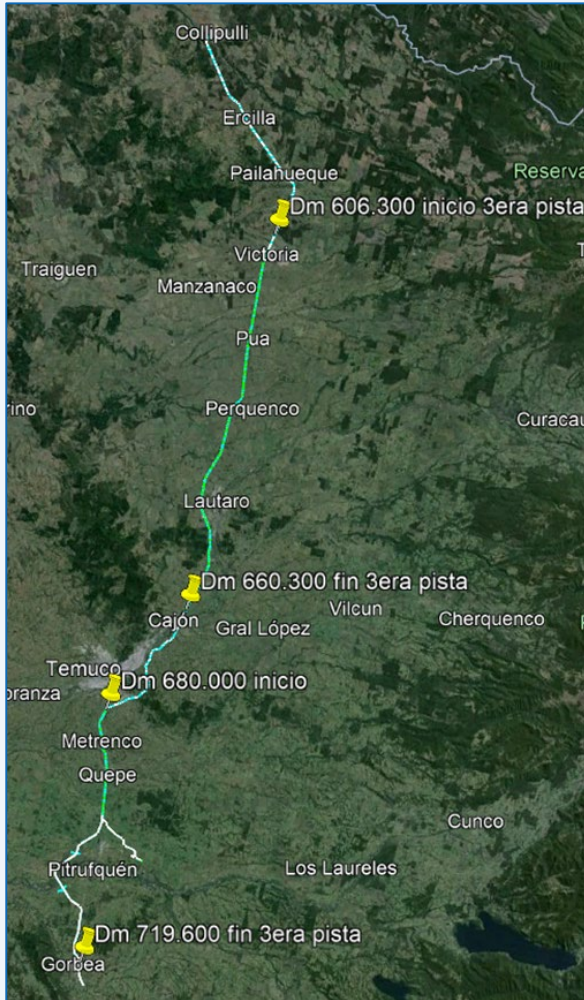 Collipulli
Ercilla
Pailahueque
Reserva
Dm 606.300 inicio 3era pista
Victoria
Traiguen
Manzanaco
Pua
Perquenco
rino
Curacau
Lautaro
Dm 660.300 fin 3era pista
Vilcun
Cajón
Gral López
Cherquenco
Temuco
Dm 680.000 inicio
oranza
Metrenco
Quepe
Cunco
Pitrufquén
Los Laureles
Dm 719.600 fin 3era pista
Gorbea